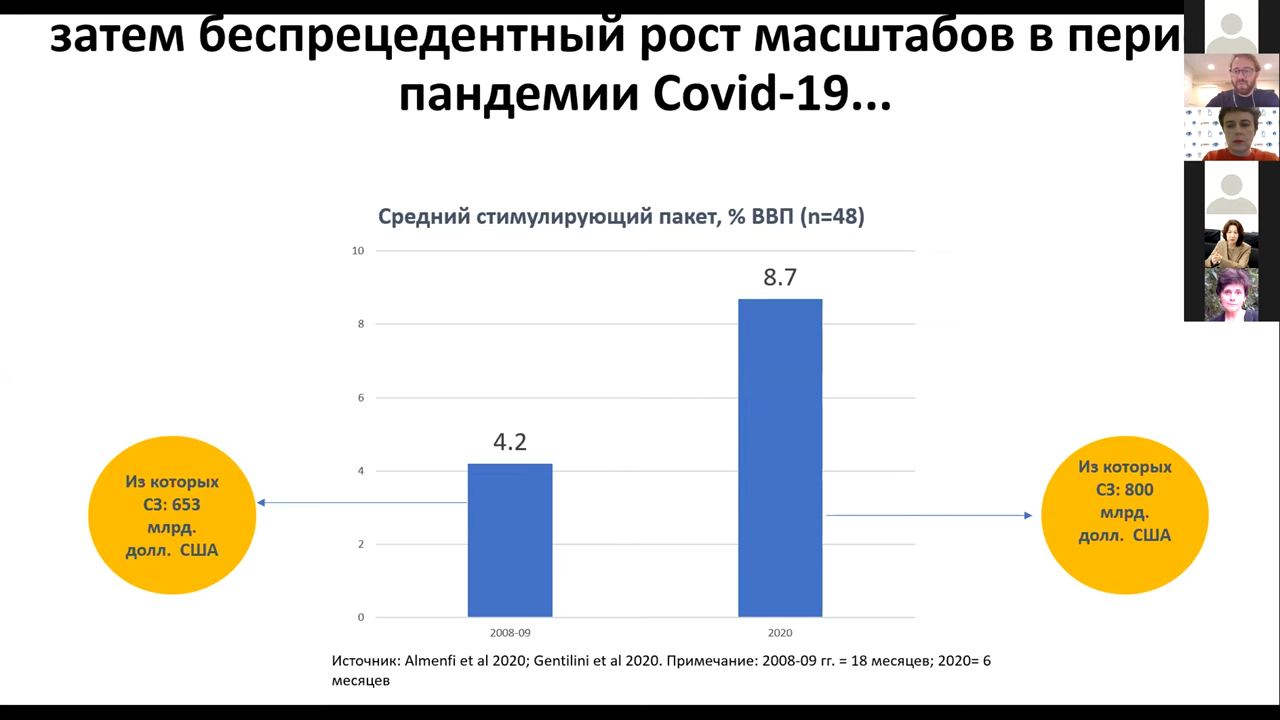 затем беспрецедентный рост масштабов в пери
пандемии Covid-19...
Средний стимулирующий пакет, % ВВП (n=48)
10
8.7
8
6
4.2
4
Из которых
СЗ: 653
млрд.
долл. США
Из которых
СЗ: 800
млрд.
долл. США
2
0
2008-09
2020
Источник: Almenfi et al 2020; Gentilini et al 2020. Примечание: 2008-09 гг. = 18 месяцев; 2020= 6
месяцев